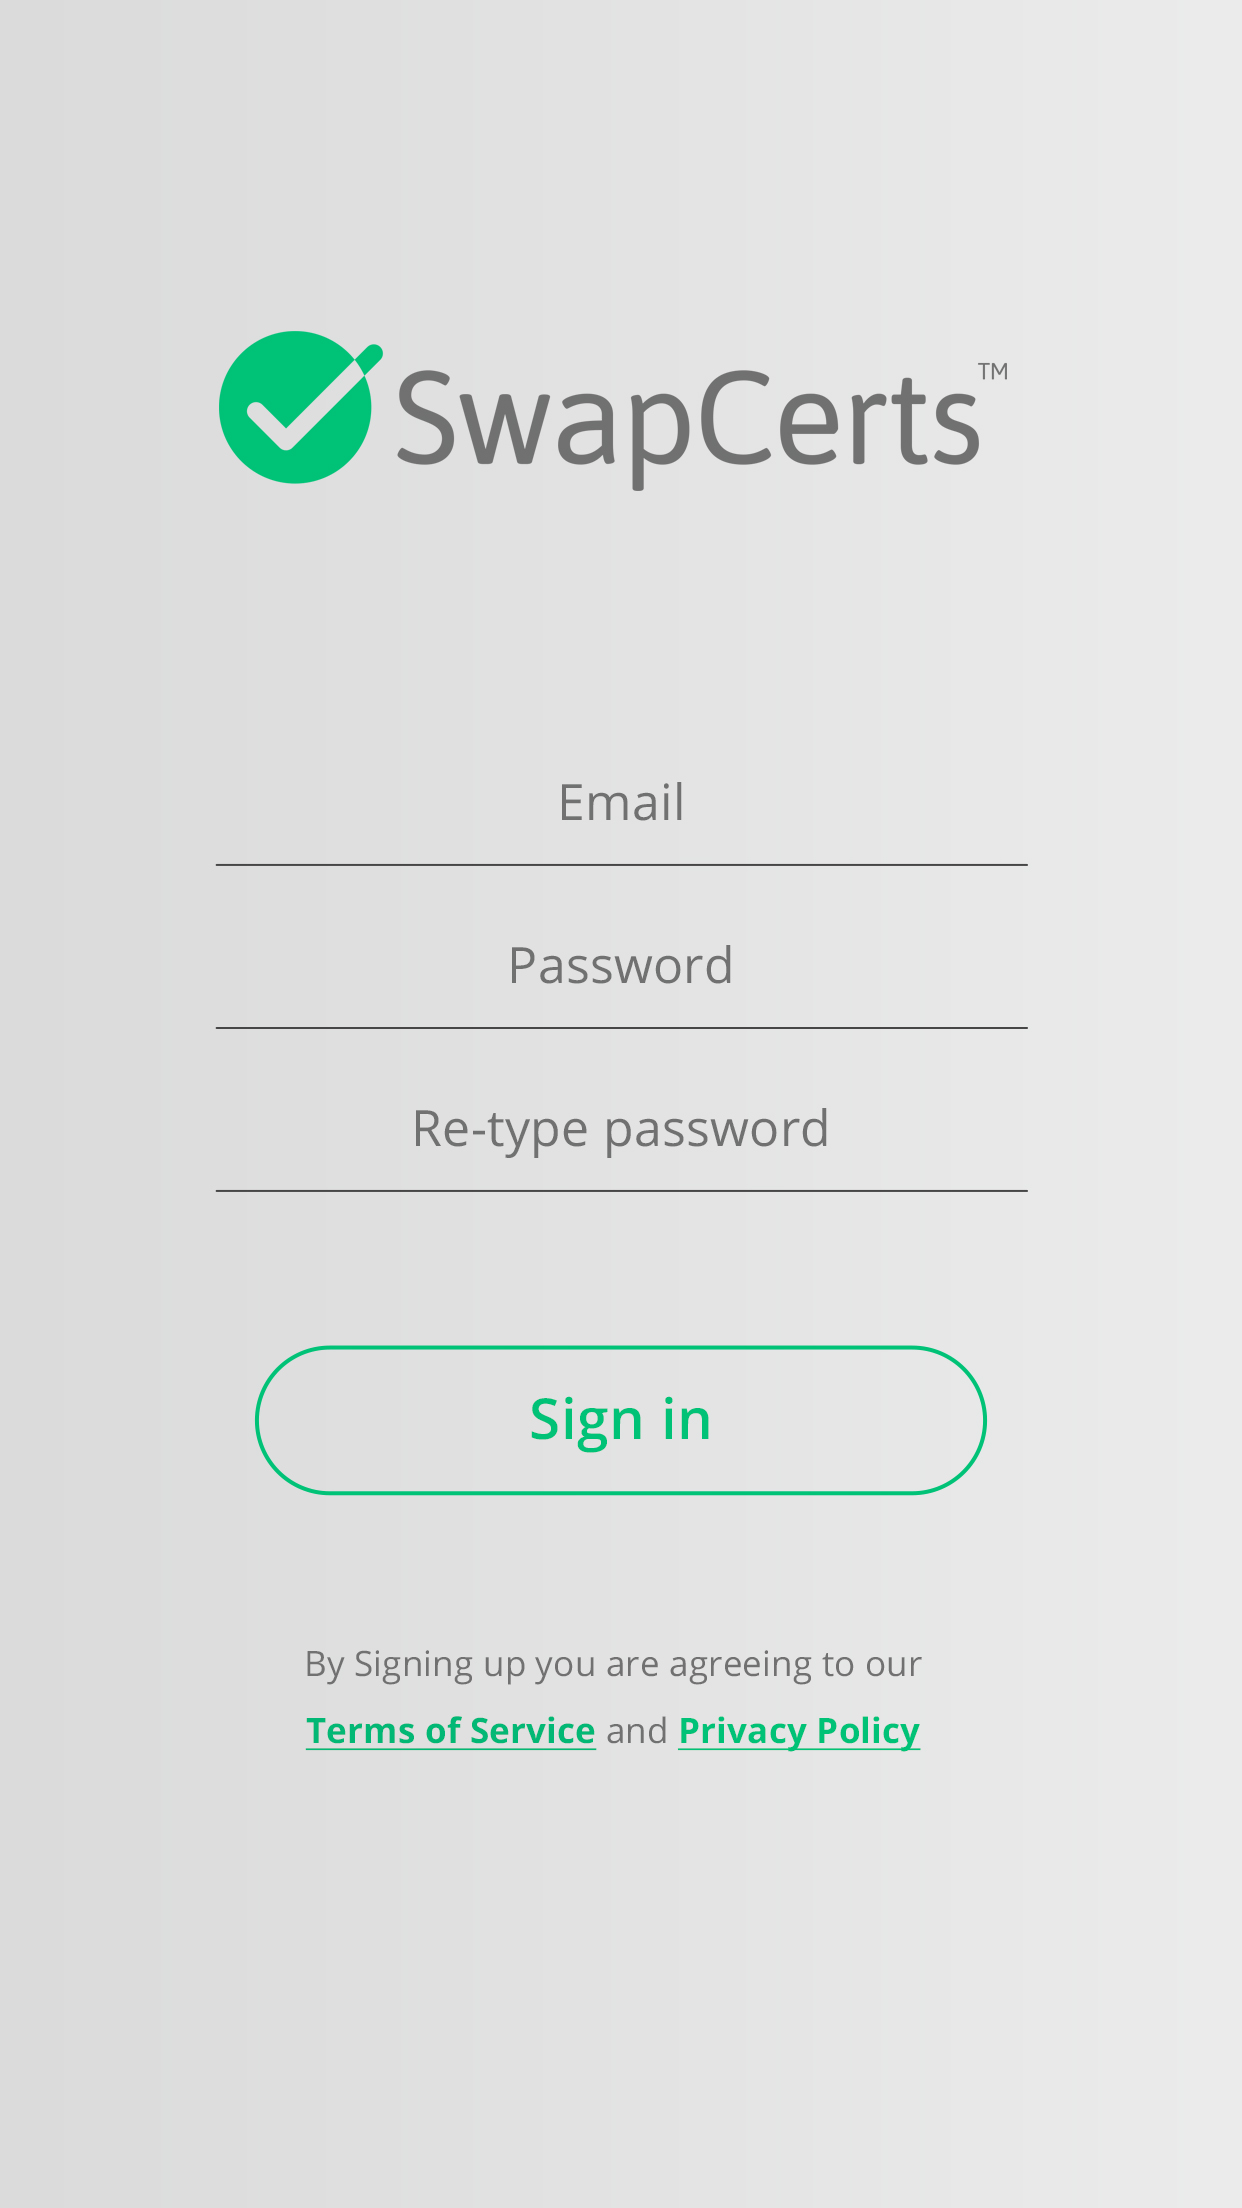 SwapCerts™
Email
Password
Re-type password
Sign in
By Signing up you are agreeing to our
Terms of Service and Privacy Policy